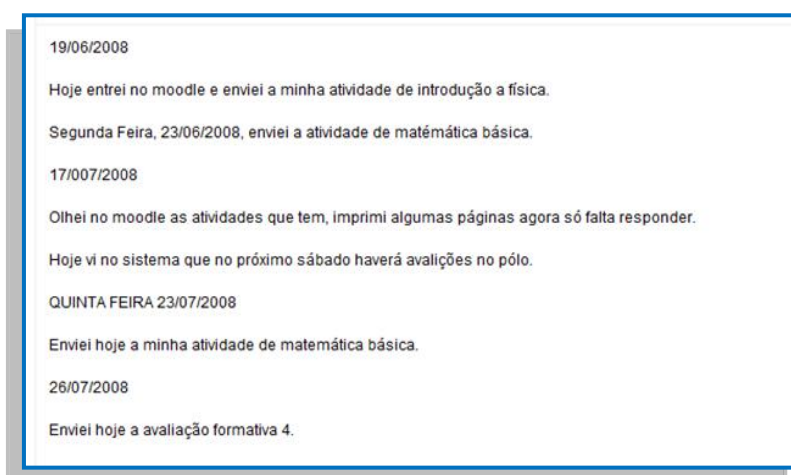 19/06/2008
Hoje entrei no moodle e enviei a minha atividade de introdução a física.
Segunda Feira, 23/06/2008, enviei a atividade de matémática básica.
17/007/2008
Olhei no moodle as atividades que tem, imprimi algumas páginas agora só falta responder.
Hoje vi no sistema que no próximo sábado haverá avalições no pólo.
QUINTA FEIRA 23/07/2008
Enviei hoje a minha atividade de matemática básica.
26/07/2008
Enviei hoje a avaliação formativa 4.